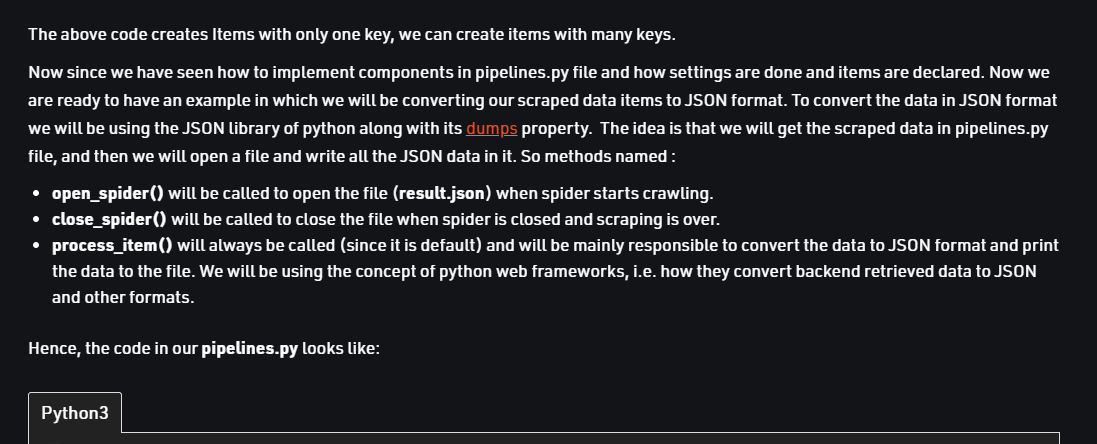 The above code creates Items with only one key, we can create items with many keys.
Now since we have seen how to implement components in pipelines.py file and how settings are done and items are declared. Now we
are ready to have an example in which we will be converting our scraped data items to JSON format. To convert the data in JSON format
we will be using the JSON library of python along with its dumps property.  The idea is that we will get the scraped data in pipelines.py
file, and then we will open a file and write all the JSON data in it. So methods named :
• open_spider() will be called to open the file (result.json) when spider starts crawling.
• close_spider() will be called to close the file when spider is closed and scraping is over.
• process_item() will always be called (since it is default) and will be mainly responsible to convert the data to JSON format and print
the data to the file. We will be using the concept of python web frameworks, i.e. how they convert backend retrieved data to JSON
and other formats.
Hence, the code in our pipelines.py looks like:
Python3